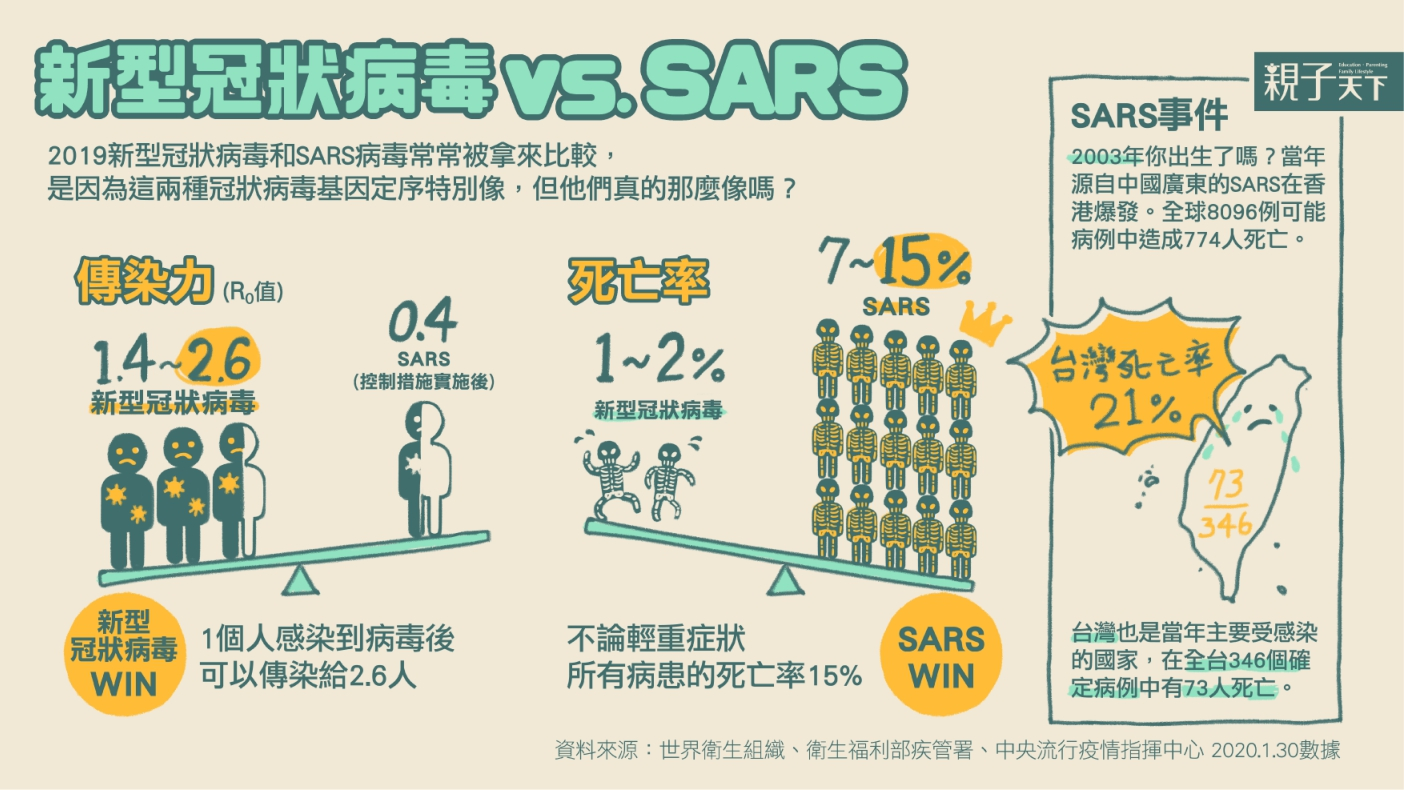 新型冠狀病毒 vs. SARS
2019新型冠狀病毒和SARS病毒常常被拿來比較，
是因為這兩種冠狀病毒基因定序特別像，但他們真的那麼像嗎？
傳染力 (R₀值)
1.4~2.6
新型冠狀病毒
0.4
SARS
(控制措施實施後)
新型
冠狀病毒
WIN
1個人感染到病毒後
可以傳染給2.6人
死亡率
1~2%
新型冠狀病毒
7~15%
SARS
不論輕重症狀
所有病患的死亡率15%
SARS
WIN
親子天下
Education · Parenting
Family Lifestyle
SARS事件
2003年你出生了嗎？當年
源自中國廣東的SARS在香
港爆發。全球8096例可能
病例中造成774人死亡。
台灣死亡率
21%
73
346
台灣也是當年主要受感染
的國家，在全台346個確
定病例中有73人死亡。
資料來源：世界衛生組織、衛生福利部疾管署、中央流行疫情指揮中心 2020.1.30數據